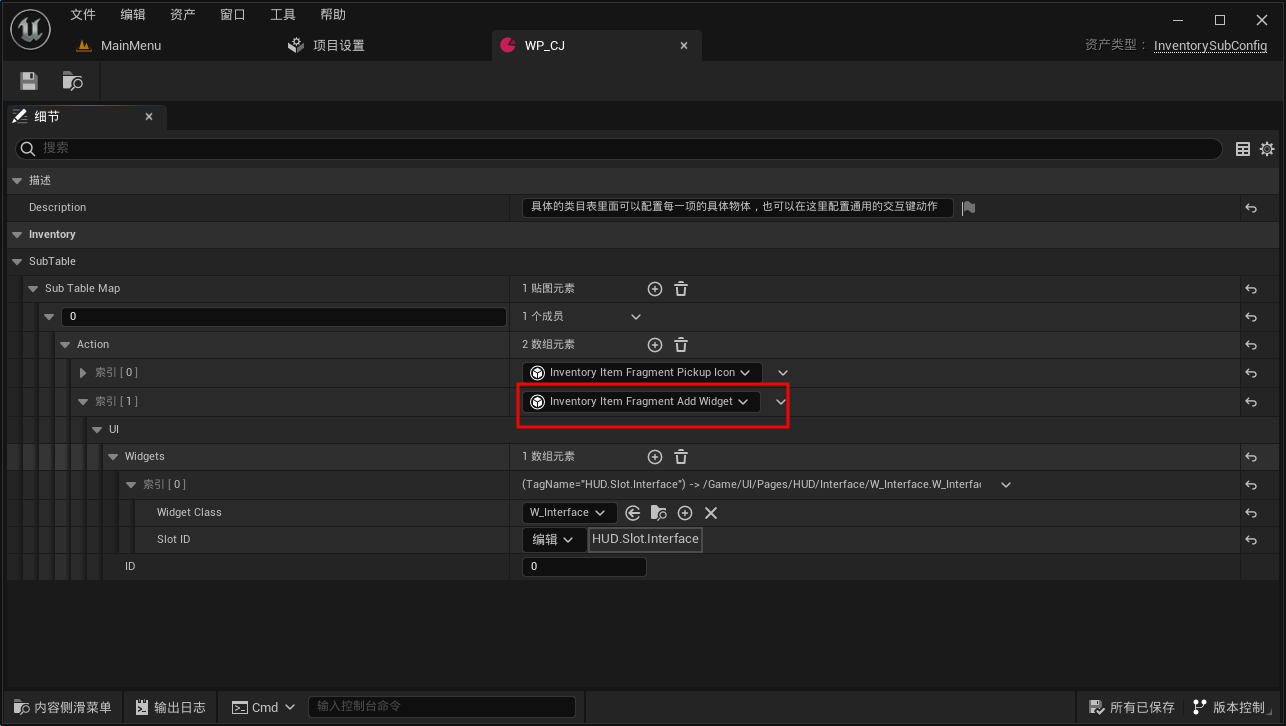 文件 编辑 资产 窗口 工具 帮助
MainMenu 项目设置 WP_CJ 资产类型： InventorySubConfig
细节
搜索
描述
Description 具体的类目表里面可以配置每一项的具体物体，也可以在这里配置通用的交互键动作
Inventory
SubTable
Sub Table Map 1 贴图元素
0 1 个成员
Action 2 数组元素
索引 [ 0 ] Inventory Item Fragment Pickup Icon
索引 [ 1 ] Inventory Item Fragment Add Widget
UI
Widgets 1 数组元素
索引 [ 0 ] (TagName="HUD.Slot.Interface") -> /Game/UI/Pages/HUD/Interface/W_Interface.W_Interfac
Widget Class W_Interface
Slot ID 编辑 HUD.Slot.Interface
ID 0
内容侧滑菜单 输出日志 Cmd 输入控制台命令 所有已保存 版本控制